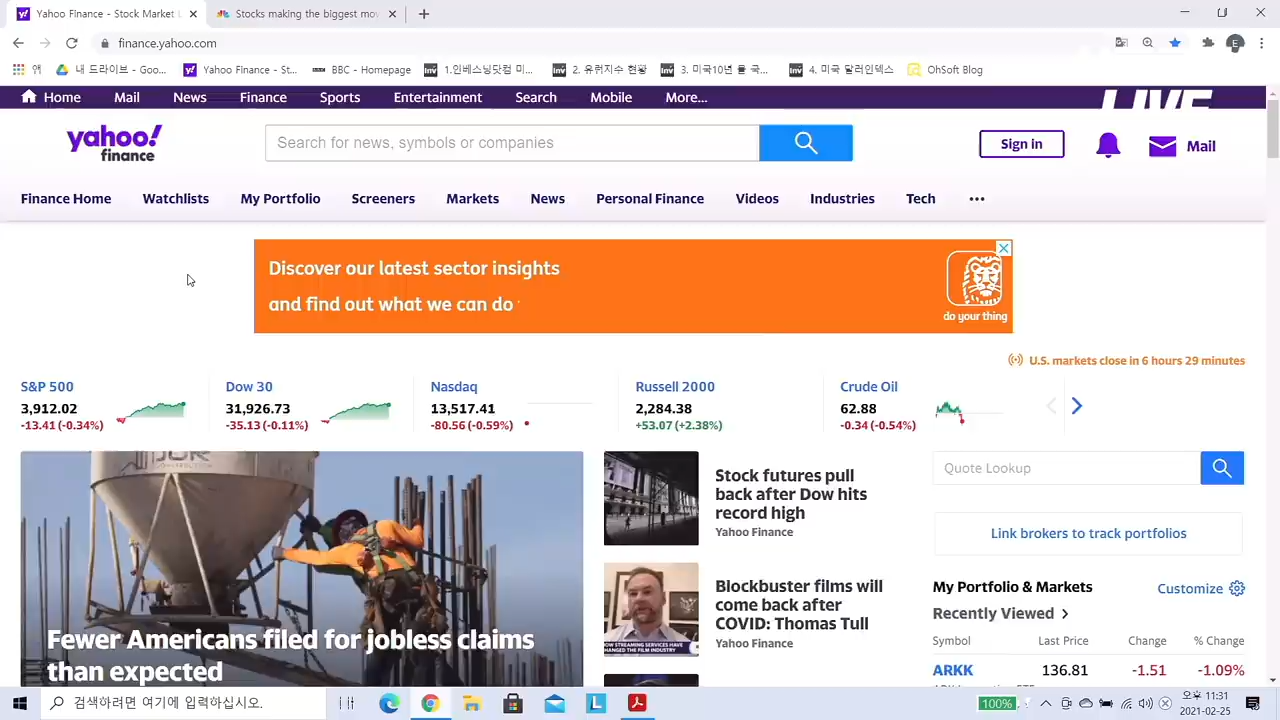 Yahoo Finance - Stock Market L
Stocks making the biggest mov
finance.yahoo.com
앱
내 드라이브 - Goo...
Yahoo Finance - St...
BBC - Homepage
1.인베스닝닷컴 미...
2. 유럽지수 현황
3. 미국10년 물 국...
4. 미국 달러인덱스
OhSoft Blog
Home Mail News Finance Sports Entertainment Search Mobile More...
LIVE
yahoo!
finance
Search for news, symbols or companies
Sign in
Mail
Finance Home Watchlists My Portfolio Screeners Markets News Personal Finance Videos Industries Tech
Discover our latest sector insights
and find out what we can do
do your thing
U.S. markets close in 6 hours 29 minutes
S&P 500
3,912.02
-13.41 (-0.34%)
Dow 30
31,926.73
-35.13 (-0.11%)
Nasdaq
13,517.41
-80.56 (-0.59%)
Russell 2000
2,284.38
+53.07 (+2.38%)
Crude Oil
62.88
-0.34 (-0.54%)
Fewer Americans filed for jobless claims
than expected
Stock futures pull
back after Dow hits
record high
Yahoo Finance
Blockbuster films will
come back after
COVID: Thomas Tull
Yahoo Finance
Quote Lookup
Link brokers to track portfolios
My Portfolio & Markets
Customize
Recently Viewed
Symbol Last Price Change % Change
ARKK 136.81 -1.51 -1.09%
검색하려면 여기에 입력하십시오.
100%
오후 11:31
2021-02-25